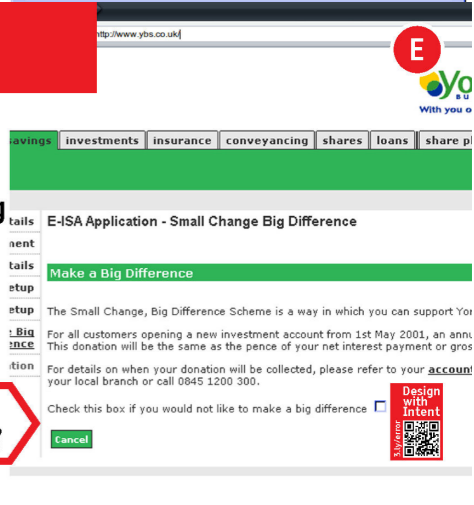 http://www.ybs.co.uk/
E
Yo
With you o
savings investments insurance conveyancing shares loans share pl
E-ISA Application - Small Change Big Difference
tails
ment
tails
etup
etup
Big
ence
tion
Make a Big Difference
The Small Change, Big Difference Scheme is a way in which you can support Yor
For all customers opening a new investment account from 1st May 2001, an annu
This donation will be the same as the pence of your net interest payment or gros
For details on when your donation will be collected, please refer to your account
your local branch or call 0845 1200 300.
Check this box if you would not like to make a big difference
Cancel
Design
with
Intent